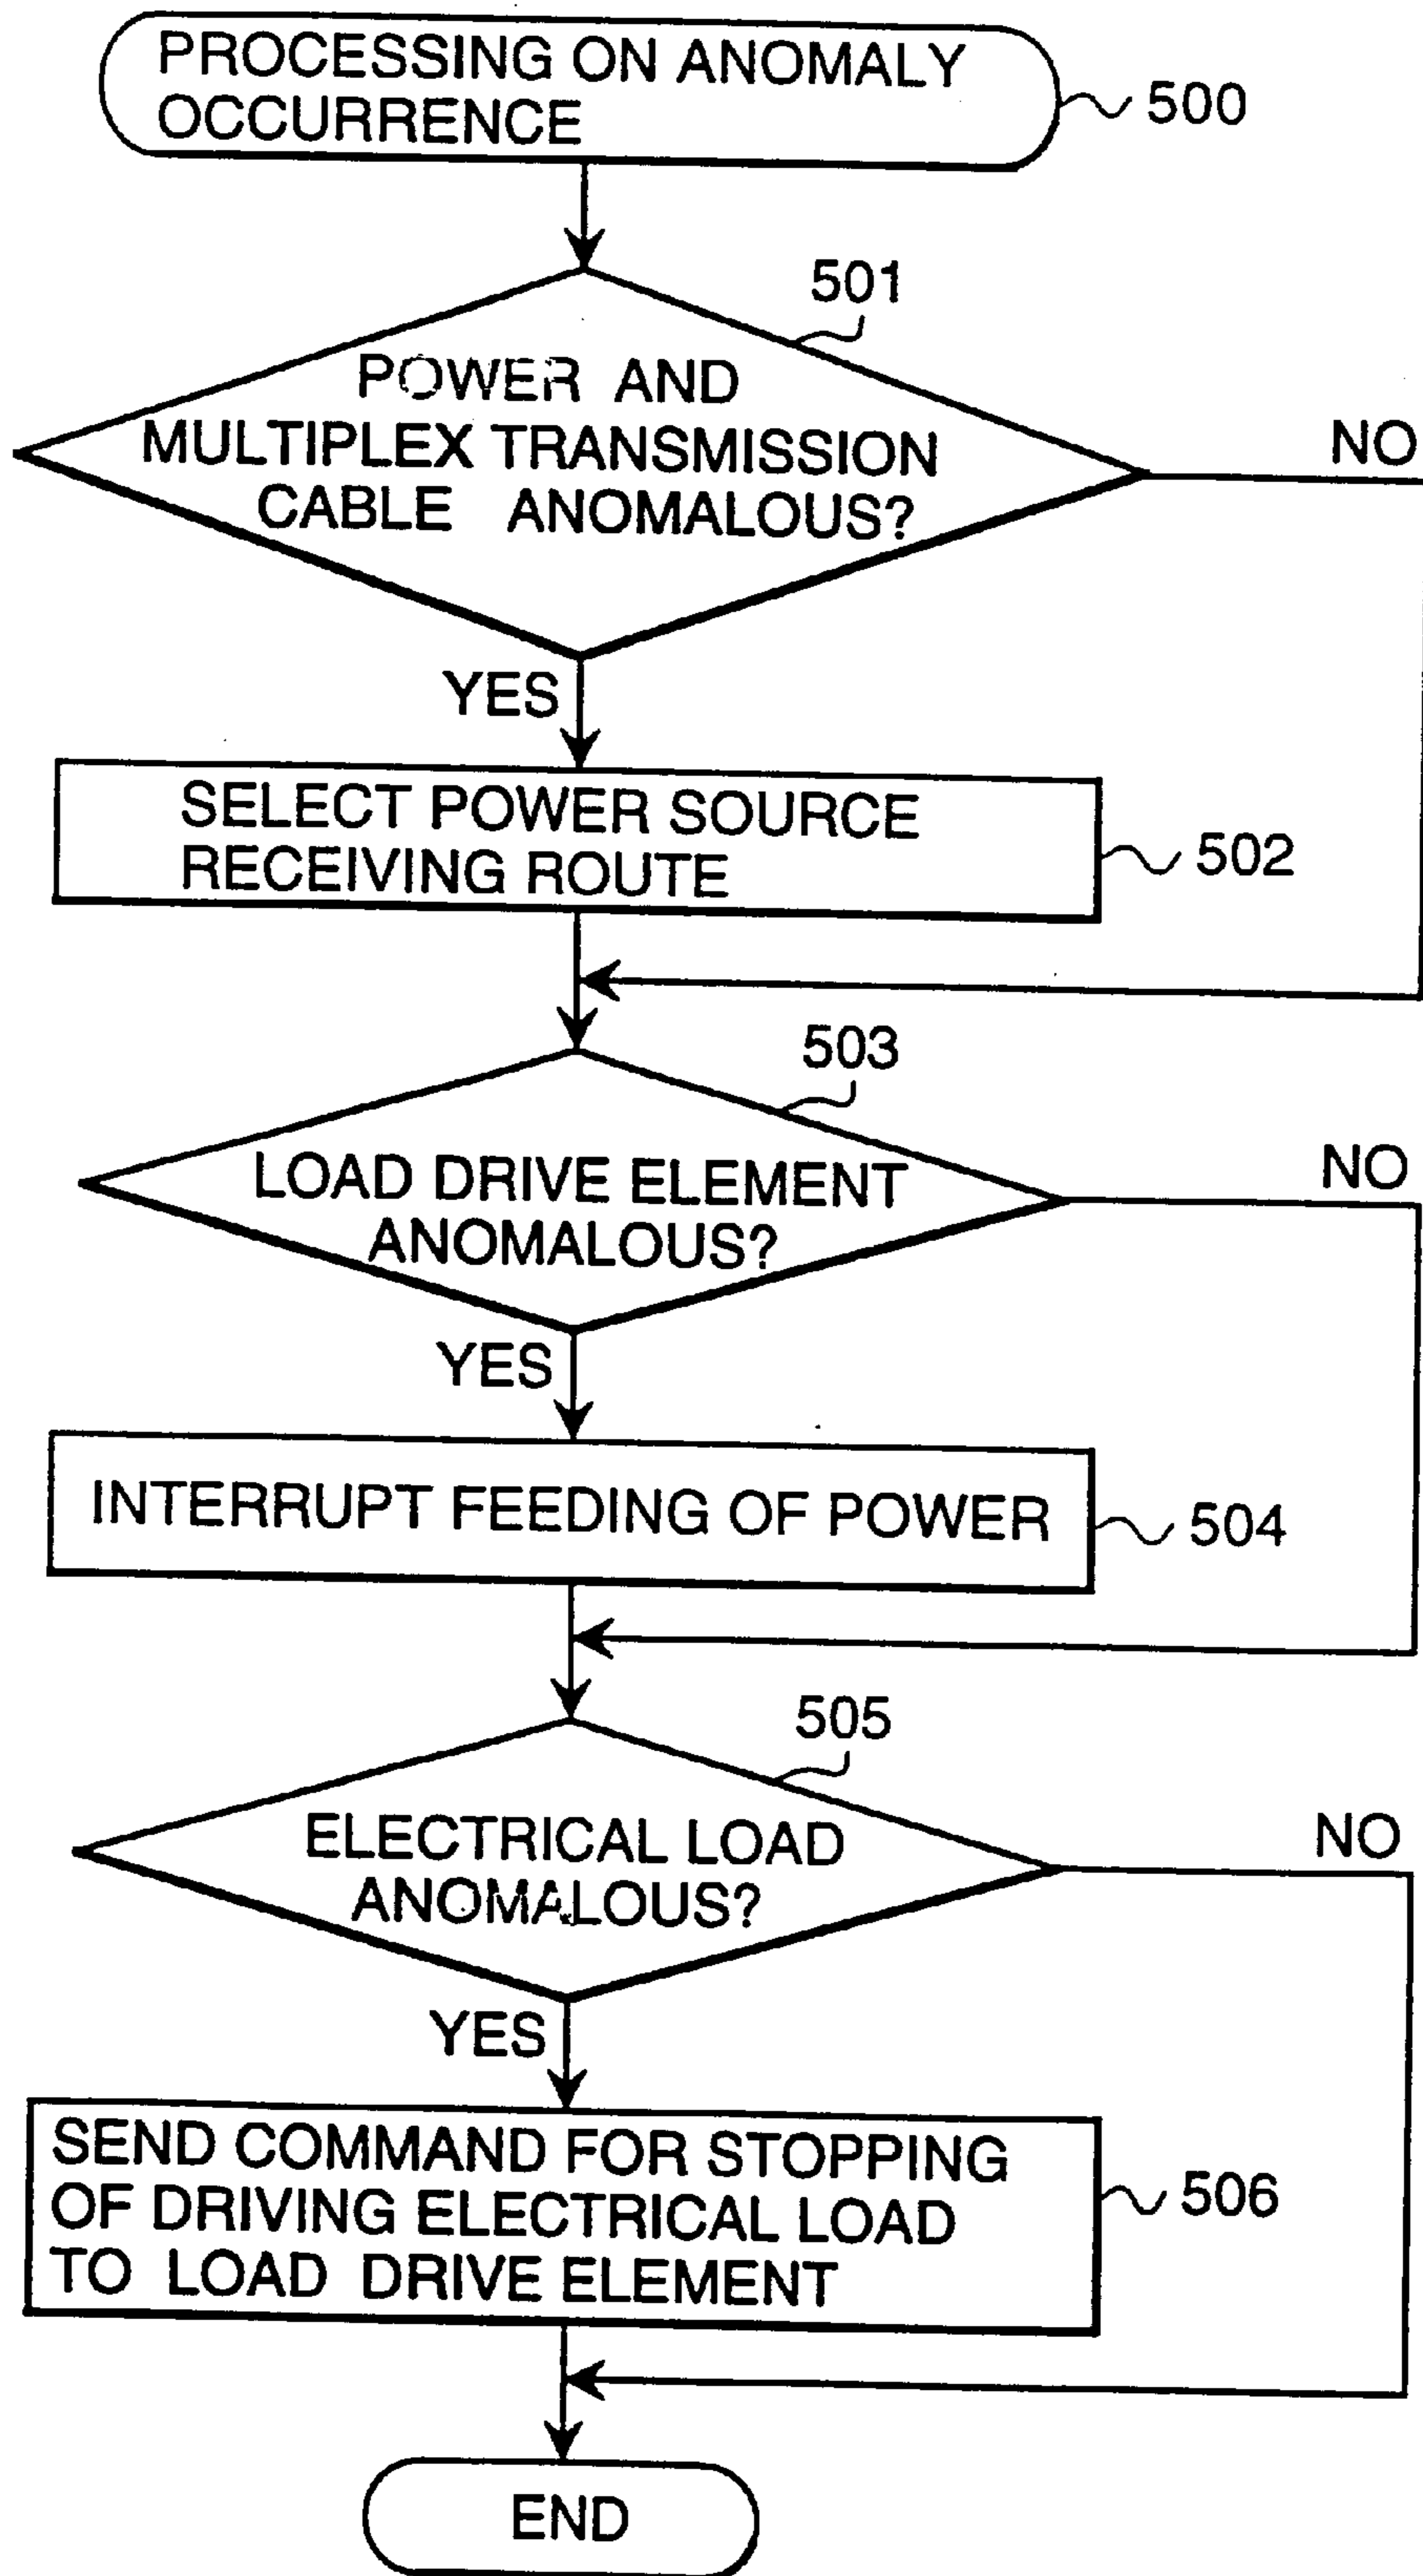 PROCESSING ON ANOMALY
OCCURRENCE
500
501
POWER AND
MULTIPLEX TRANSMISSION
CABLE ANOMALOUS?
NO
YES
SELECT POWER SOURCE
RECEIVING ROUTE
502
503
LOAD DRIVE ELEMENT
ANOMALOUS?
NO
YES
INTERRUPT FEEDING OF POWER
504
505
ELECTRICAL LOAD
ANOMALOUS?
NO
YES
SEND COMMAND FOR STOPPING
OF DRIVING ELECTRICAL LOAD
TO LOAD DRIVE ELEMENT
506
END